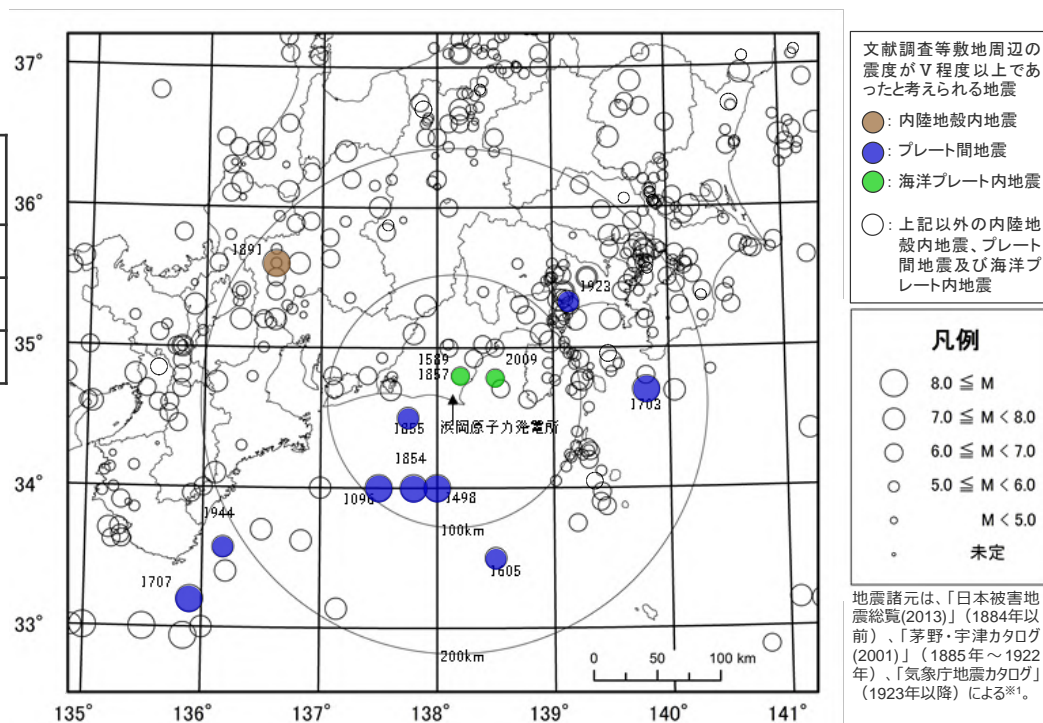 37°
36°
35°
34°
33°
135°
136°
137°
138°
139°
140°
141°
1891
1923
1589
1857
2009
1703
1855
浜岡原子力発電所
1854
1096
1498
1944
100km
1605
1707
200km
0 50 100 km
文献調査等敷地周辺の
震度がⅤ程度以上であ
ったと考えられる地震
: 内陸地殻内地震
: プレート間地震
: 海洋プレート内地震
: 上記以外の内陸地
殻内地震、プレート
間地震及び海洋プ
レート内地震
凡例
8.0 ≦ M
7.0 ≦ M < 8.0
6.0 ≦ M < 7.0
5.0 ≦ M < 6.0
M < 5.0
未定
地震諸元は、「日本被害地
震総覧(2013)」（1884年以
前）、「茅野・宇津カタログ
(2001)」（1885年～1922
年）、「気象庁地震カタログ」
（1923年以降）による※1。